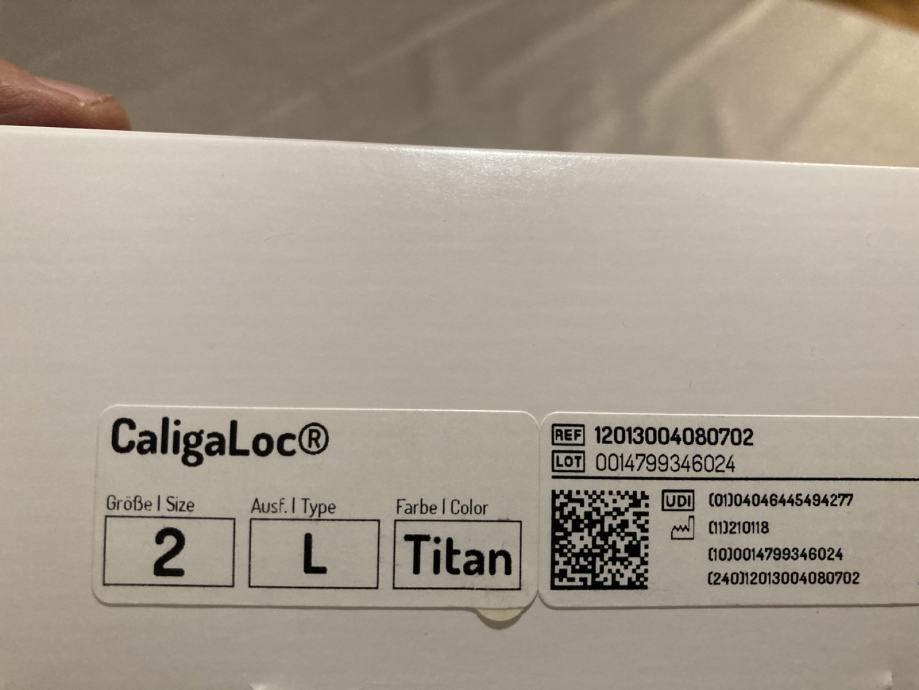 CaligaLoc®
Größe | Size
Ausf. | Type
Farbe | Color
2
L
Titan
REF 12013004080702
LOT 0014799346024
UDI (01)04046445494277
(11)210118
(10)0014799346024
(240)12013004080702